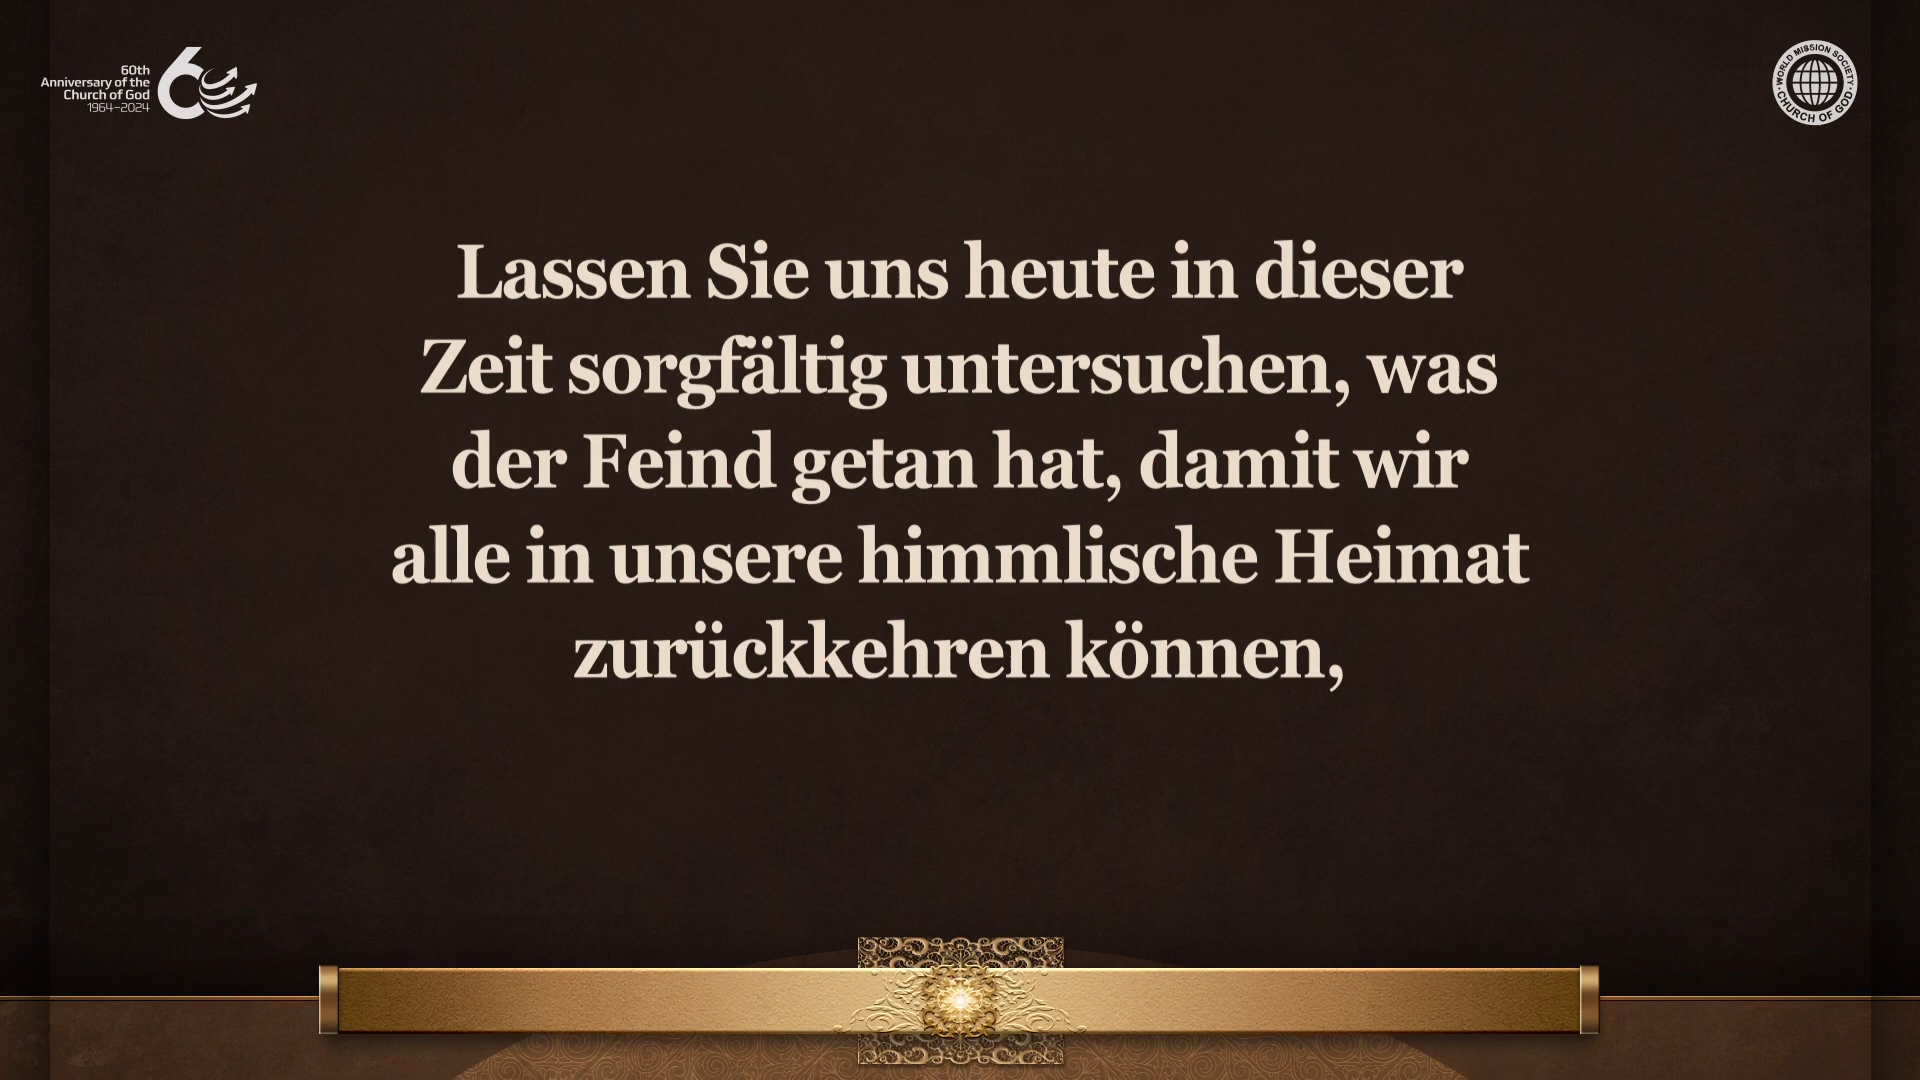 60th
Anniversary of the
Church of God
1964–2024
60
WORLD MISSION SOCIETY
CHURCH OF GOD
Lassen Sie uns heute in dieser
Zeit sorgfältig untersuchen, was
der Feind getan hat, damit wir
alle in unsere himmlische Heimat
zurückkehren können,